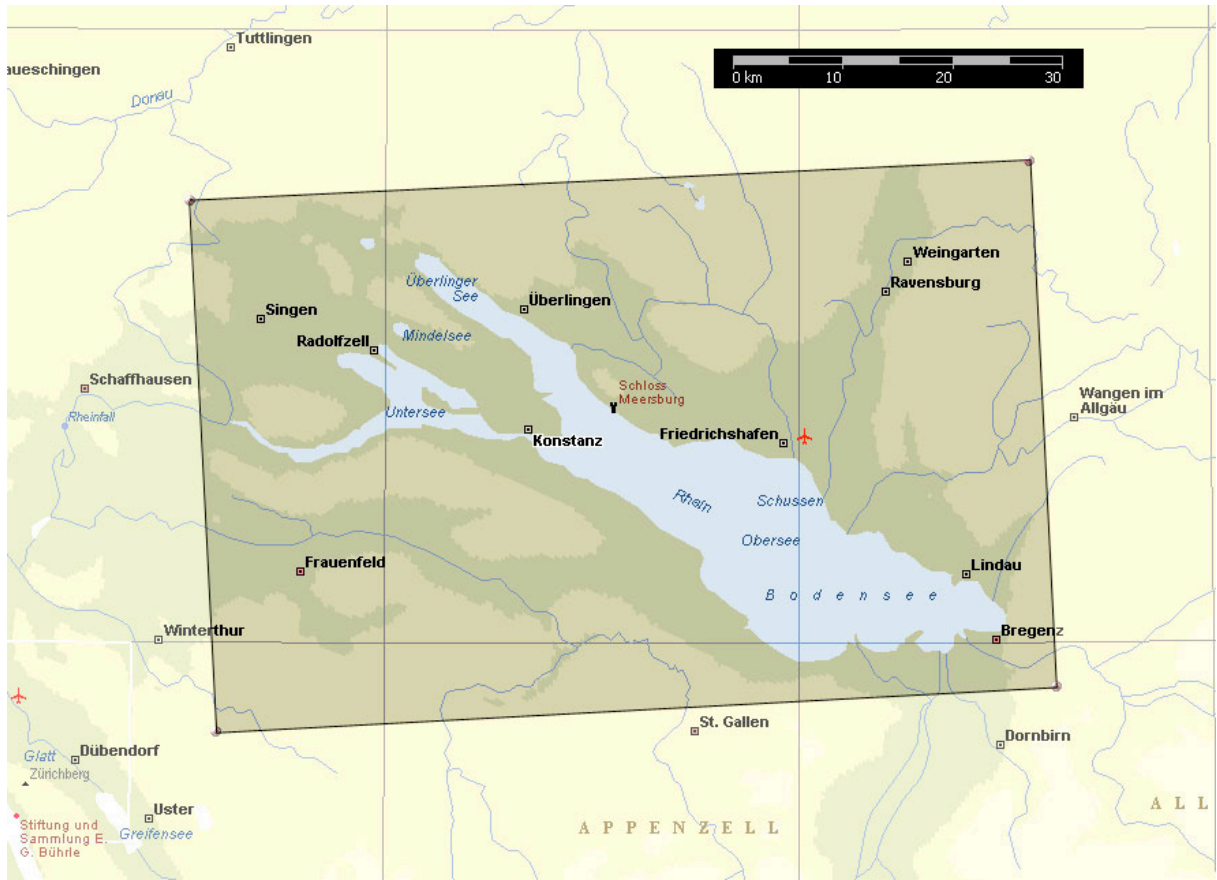 Tuttlingen
aueschingen
Donau
0 km 10 20 30
Weingarten
Ravensburg
Überlinger
See
Überlingen
Singen
Mindelsee
Radolfzell
Schaffhausen
Schloss
Meersburg
Wangen im
Allgäu
Rheinfall
Untersee
Konstanz
Friedrichshafen
Rhein
Schussen
Obersee
Frauenfeld
Lindau
Bodensee
Winterthur
Bregenz
St. Gallen
Dornbirn
Glatt
Dübendorf
Zürichberg
Uster
Greifensee
Stiftung und
Sammlung E.
G. Bührle
APPENZELL
ALL